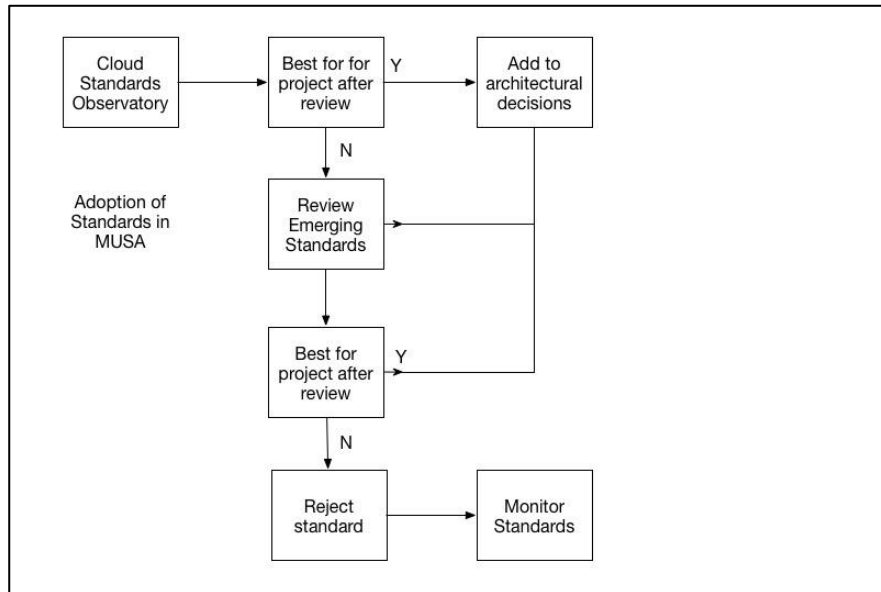 Cloud
Standards
Observatory
Best for for
project after
review
Y
Add to
architectural
decisions
N
Adoption of
Standards in
MUSA
Review
Emerging
Standards
Best for
project after
review
Y
N
Reject
standard
Monitor
Standards